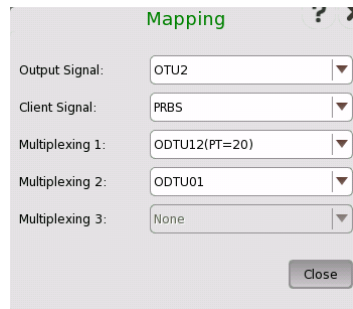 Mapping ?
Output Signal: OTU2
Client Signal: PRBS
Multiplexing 1: ODTU12(PT=20)
Multiplexing 2: ODTU01
Multiplexing 3: None
Close